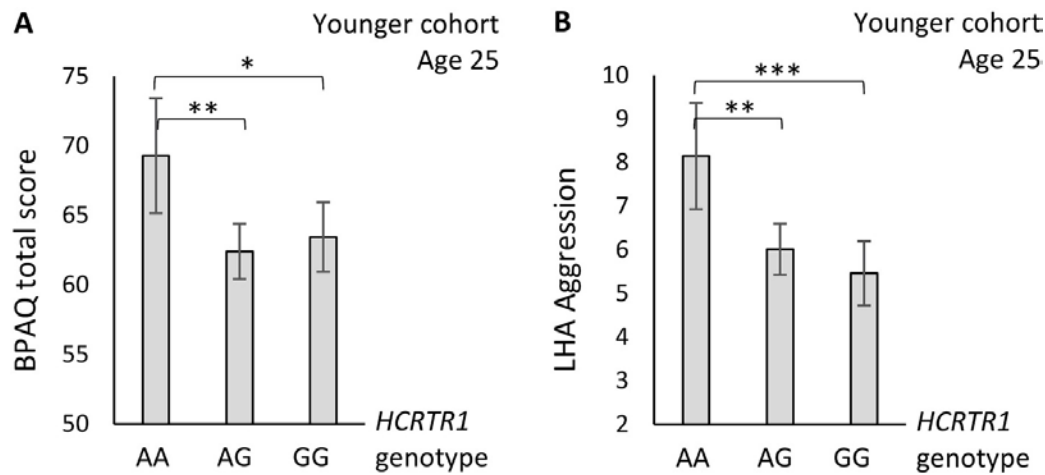 A
Younger cohort
Age 25
75
70
65
60
55
50
BPAQ total score
*
**
AA
AG
GG
HCRTR1
genotype
B
Younger cohort:
Age 25
10
9
8
7
6
5
4
3
2
LHA Aggression
***
**
AA
AG
GG
HCRTR1
genotype